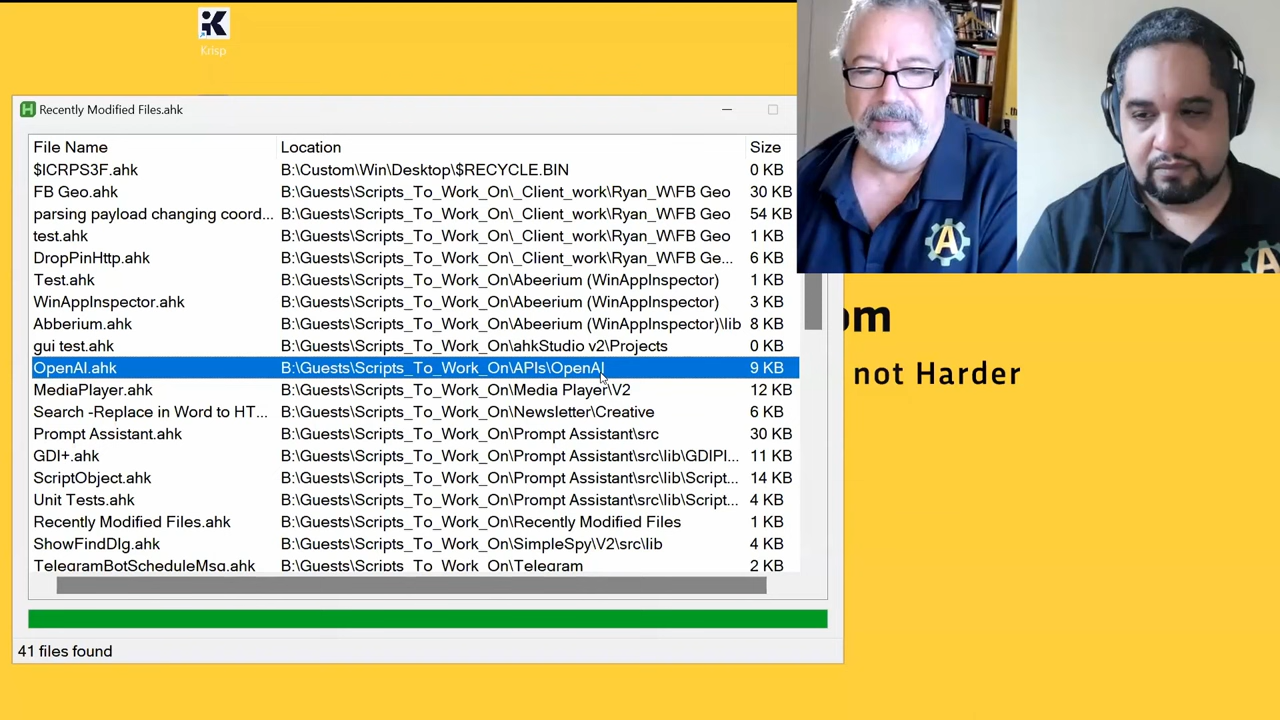 Krisp
Recently Modified Files.ahk
File Name Location Size
$ICRPS3F.ahk B:\Custom\Win\Desktop\$RECYCLE.BIN 0 KB
FB Geo.ahk B:\Guests\Scripts_To_Work_On\_Client_work\Ryan_W\FB Geo 30 KB
parsing payload changing coord... B:\Guests\Scripts_To_Work_On\_Client_work\Ryan_W\FB Geo 54 KB
test.ahk B:\Guests\Scripts_To_Work_On\_Client_work\Ryan_W\FB Geo 1 KB
DropPinHttp.ahk B:\Guests\Scripts_To_Work_On\_Client_work\Ryan_W\FB Ge... 6 KB
Test.ahk B:\Guests\Scripts_To_Work_On\Abeerium (WinAppInspector) 1 KB
WinAppInspector.ahk B:\Guests\Scripts_To_Work_On\Abeerium (WinAppInspector) 3 KB
Abberium.ahk B:\Guests\Scripts_To_Work_On\Abeerium (WinAppInspector)\lib 8 KB
gui test.ahk B:\Guests\Scripts_To_Work_On\ahkStudio v2\Projects 0 KB
OpenAI.ahk B:\Guests\Scripts_To_Work_On\APIs\OpenAI 9 KB
MediaPlayer.ahk B:\Guests\Scripts_To_Work_On\Media Player\V2 12 KB
Search -Replace in Word to HT... B:\Guests\Scripts_To_Work_On\Newsletter\Creative 6 KB
Prompt Assistant.ahk B:\Guests\Scripts_To_Work_On\Prompt Assistant\src 30 KB
GDI+.ahk B:\Guests\Scripts_To_Work_On\Prompt Assistant\src\lib\GDIPl... 11 KB
ScriptObject.ahk B:\Guests\Scripts_To_Work_On\Prompt Assistant\src\lib\Script... 14 KB
Unit Tests.ahk B:\Guests\Scripts_To_Work_On\Prompt Assistant\src\lib\Script... 4 KB
Recently Modified Files.ahk B:\Guests\Scripts_To_Work_On\Recently Modified Files 1 KB
ShowFindDlg.ahk B:\Guests\Scripts_To_Work_On\SimpleSpy\V2\src\lib 4 KB
TelegramBotScheduleMsg.ahk B:\Guests\Scripts_To_Work_On\Telegram 2 KB
41 files found
om
not Harder